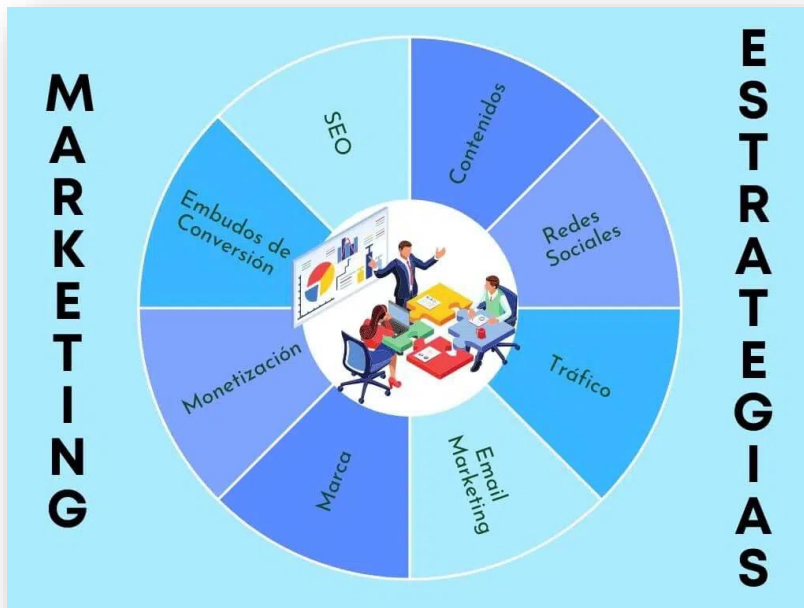 MARKETING
ESTRATEGIAS
SEO
Contenidos
Redes
Sociales
Tráfico
Email
Marketing
Marca
Monetización
Embudos de
Conversión